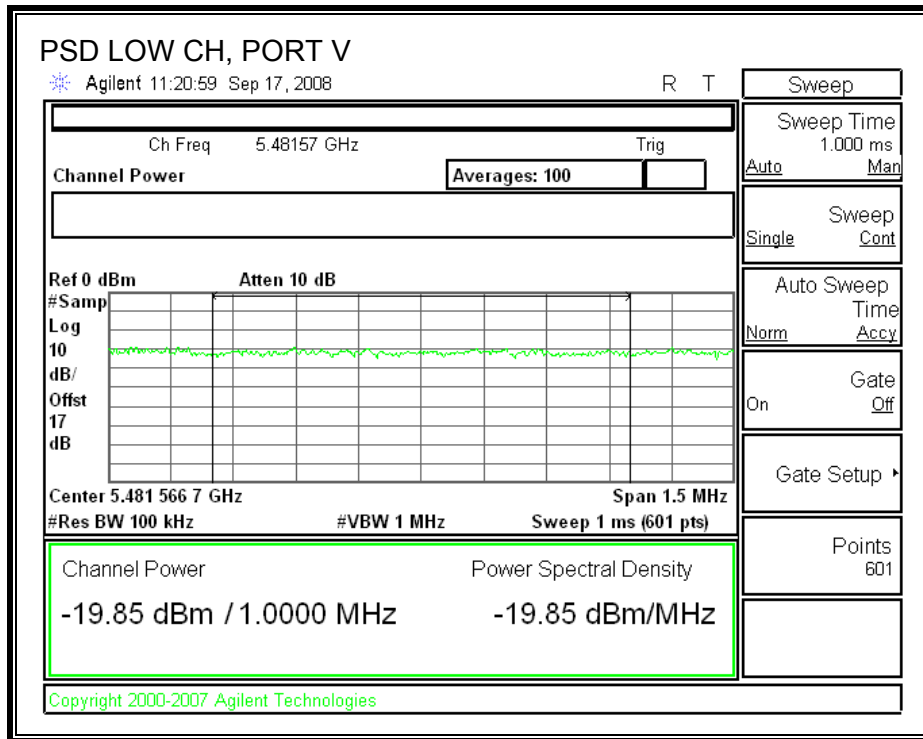 PSD LOW CH, PORT V
Agilent 11:20:59 Sep 17, 2008 R T
Ch Freq 5.48157 GHz Trig
Channel Power Averages: 100
Ref 0 dBm Atten 10 dB
#Samp
Log
10
dB/
Offst
17
dB
Center 5.481 566 7 GHz Span 1.5 MHz
#Res BW 100 kHz #VBW 1 MHz Sweep 1 ms (601 pts)
Channel Power Power Spectral Density
-19.85 dBm / 1.0000 MHz -19.85 dBm/MHz
Copyright 2000-2007 Agilent Technologies
Sweep
Sweep Time
1.000 ms
Auto Man
Sweep
Single Cont
Auto Sweep
Time
Norm Accy
Gate
On Off
Gate Setup
Points
601